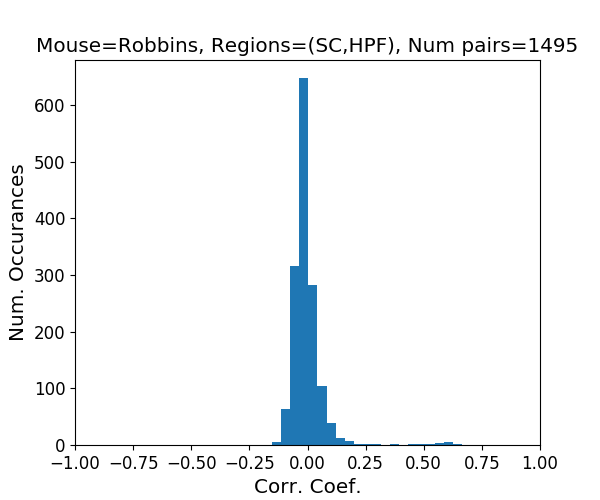 Mouse=Robbins, Regions=(SC,HPF), Num pairs=1495
600
500
400
300
200
100
0
Num. Occurances
−1.00 −0.75 −0.50 −0.25 0.00 0.25 0.50 0.75 1.00
Corr. Coef.